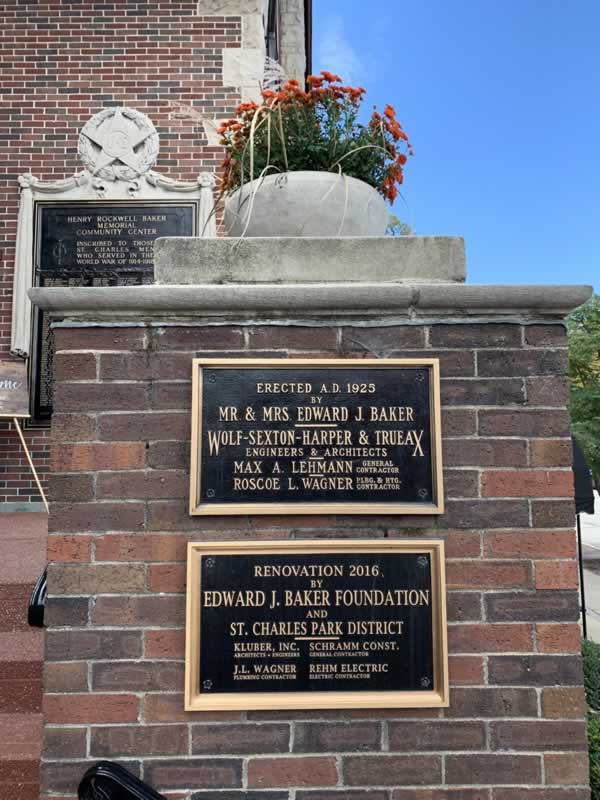 HENRY ROCKWELL BAKER
MEMORIAL
COMMUNITY CENTER
INSCRIBED TO THOSE
ST. CHARLES MEN
WHO SERVED IN THE
WORLD WAR OF 1914-1918
ERECTED A.D. 1925
BY
MR. & MRS. EDWARD J. BAKER
WOLF-SEXTON-HARPER & TRUEAX
ENGINEERS & ARCHITECTS
MAX A. LEHMANN GENERAL CONTRACTOR
ROSCOE L. WAGNER PLBG. & HTG. CONTRACTOR
RENOVATION 2016
BY
EDWARD J. BAKER FOUNDATION
AND
ST. CHARLES PARK DISTRICT
KLUBER, INC. SCHRAMM CONST.
ARCHITECTS + ENGINEERS GENERAL CONTRACTOR
J.L. WAGNER REHM ELECTRIC
PLUMBING CONTRACTOR ELECTRIC CONTRACTOR